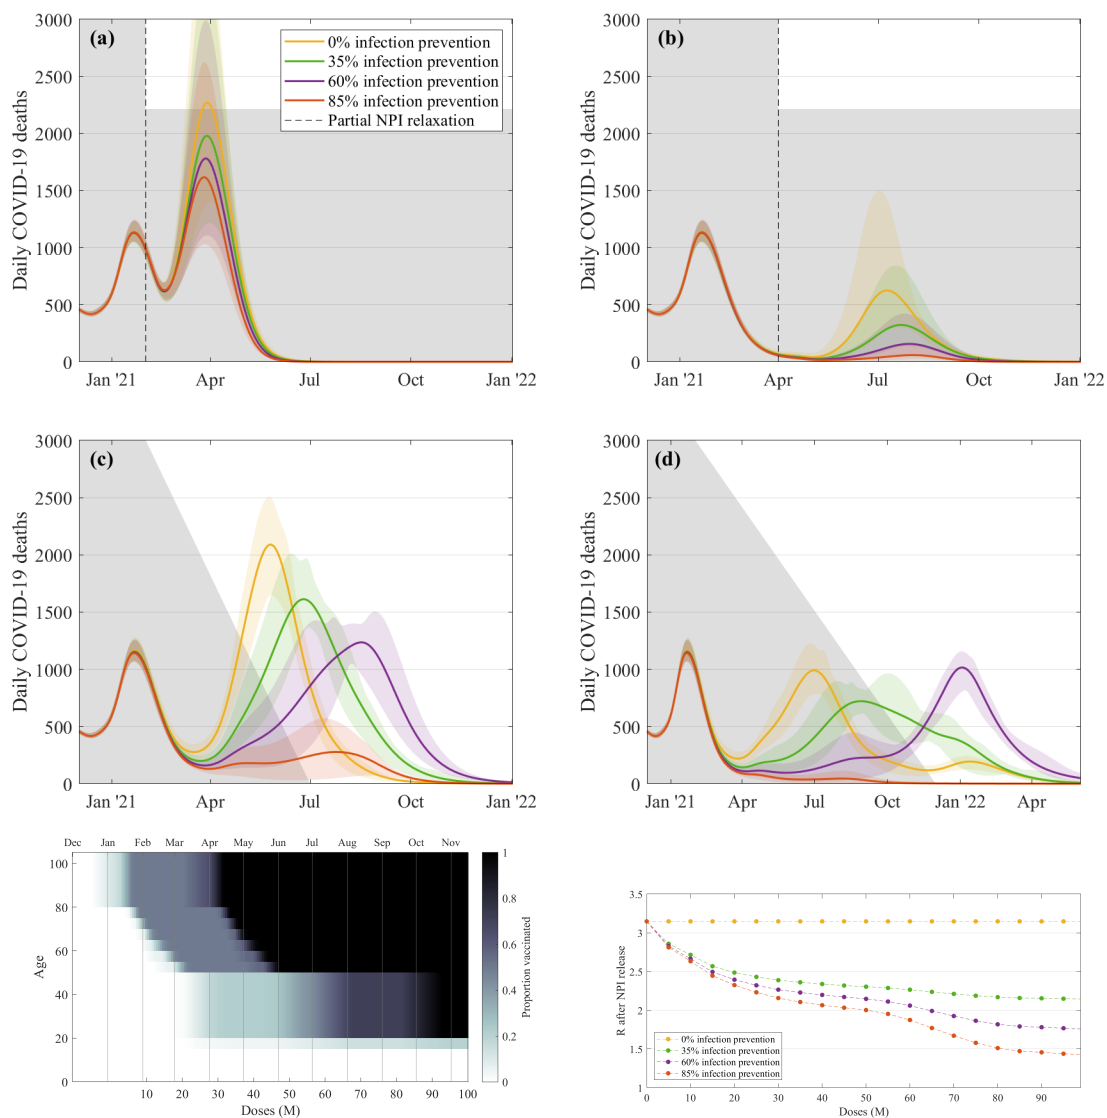 (a)
3000
2500
2000
1500
1000
500
0
Daily COVID-19 deaths
0% infection prevention
35% infection prevention
60% infection prevention
85% infection prevention
Partial NPI relaxation
Jan '21 Apr Jul Oct Jan '22
(b)
3000
2500
2000
1500
1000
500
0
Daily COVID-19 deaths
Jan '21 Apr Jul Oct Jan '22
(c)
3000
2500
2000
1500
1000
500
0
Daily COVID-19 deaths
Jan '21 Apr Jul Oct Jan '22
(d)
3000
2500
2000
1500
1000
500
0
Daily COVID-19 deaths
Jan '21 Apr Jul Oct Jan '22 Apr
Dec Jan Feb Mar Apr May Jun Jul Aug Sep Oct Nov
100
80
60
40
20
0
Age
10 20 30 40 50 60 70 80 90 100
Doses (M)
1
0.8
0.6
0.4
0.2
0
Proportion vaccinated
3.5
3
2.5
2
1.5
1
R after NPI release
0% infection prevention
35% infection prevention
60% infection prevention
85% infection prevention
0 10 20 30 40 50 60 70 80 90
Doses (M)